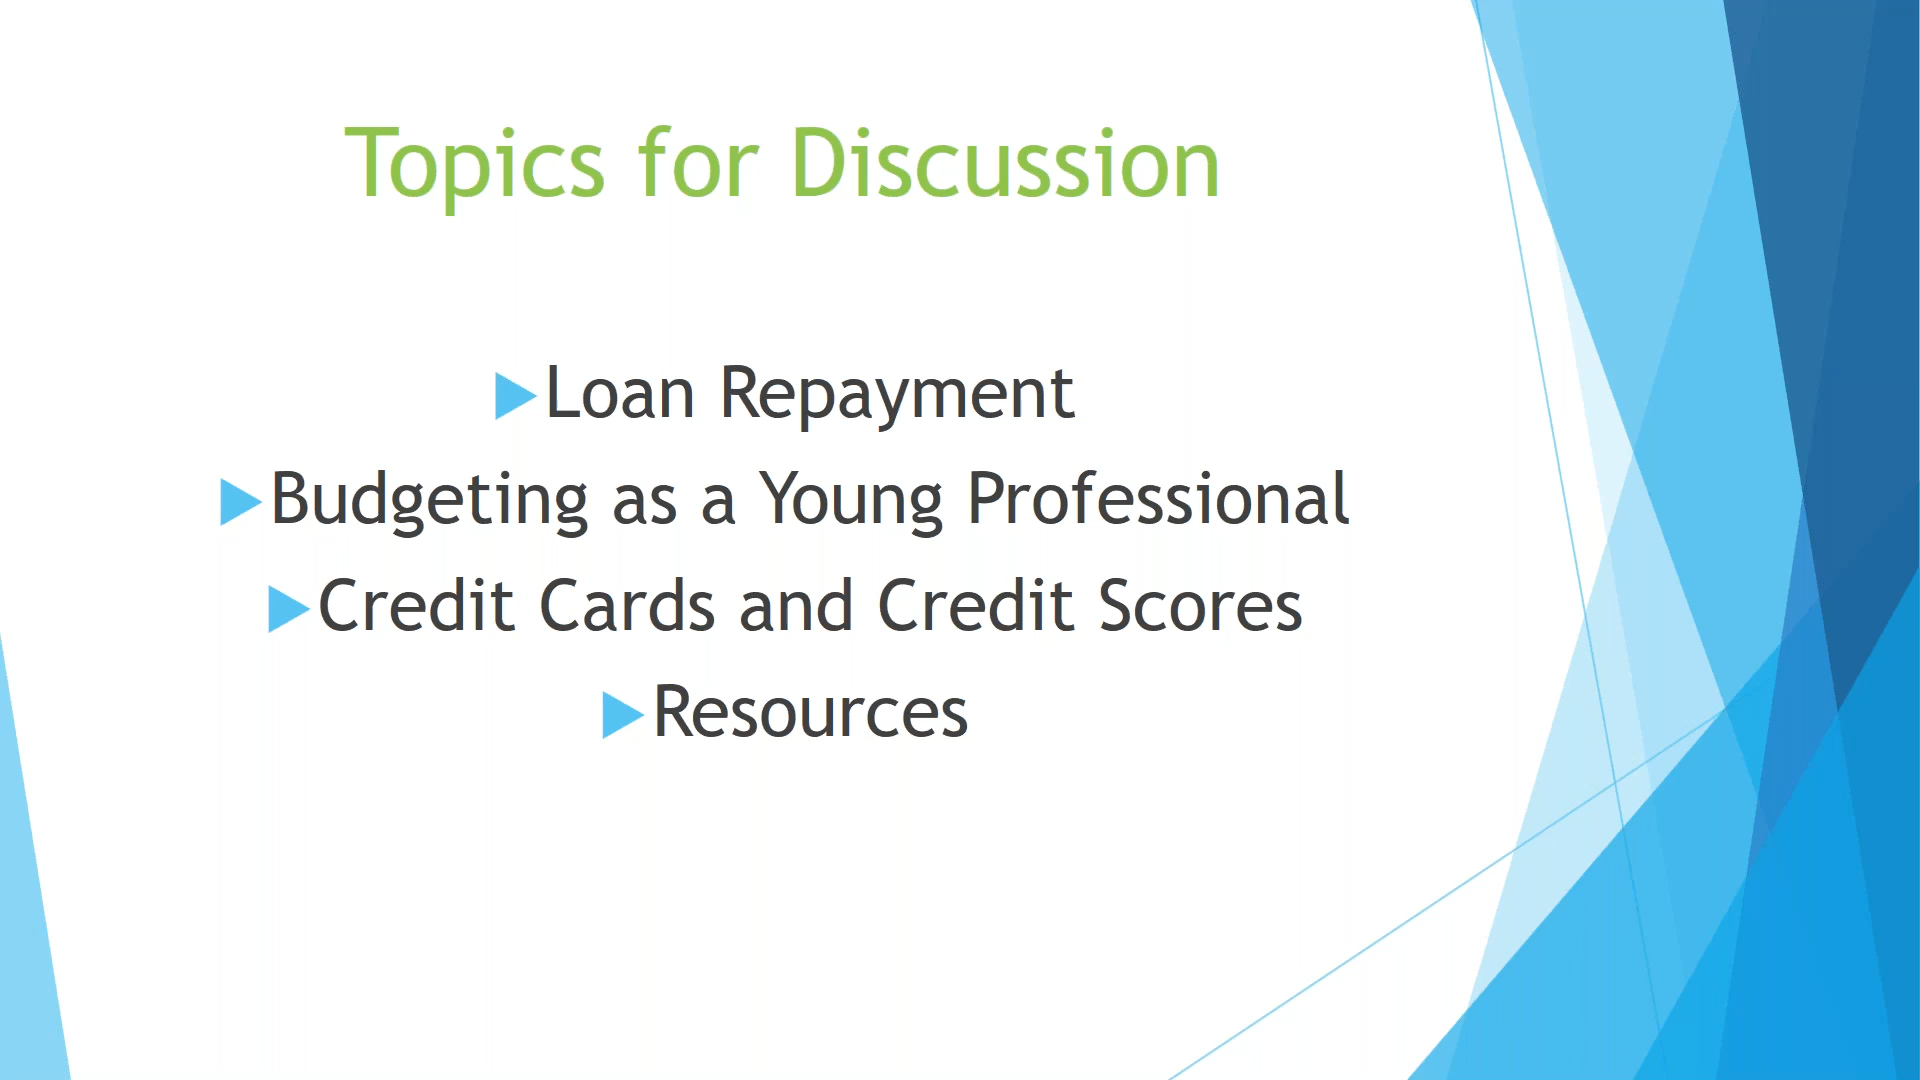 Topics for Discussion
Loan Repayment
Budgeting as a Young Professional
Credit Cards and Credit Scores
Resources